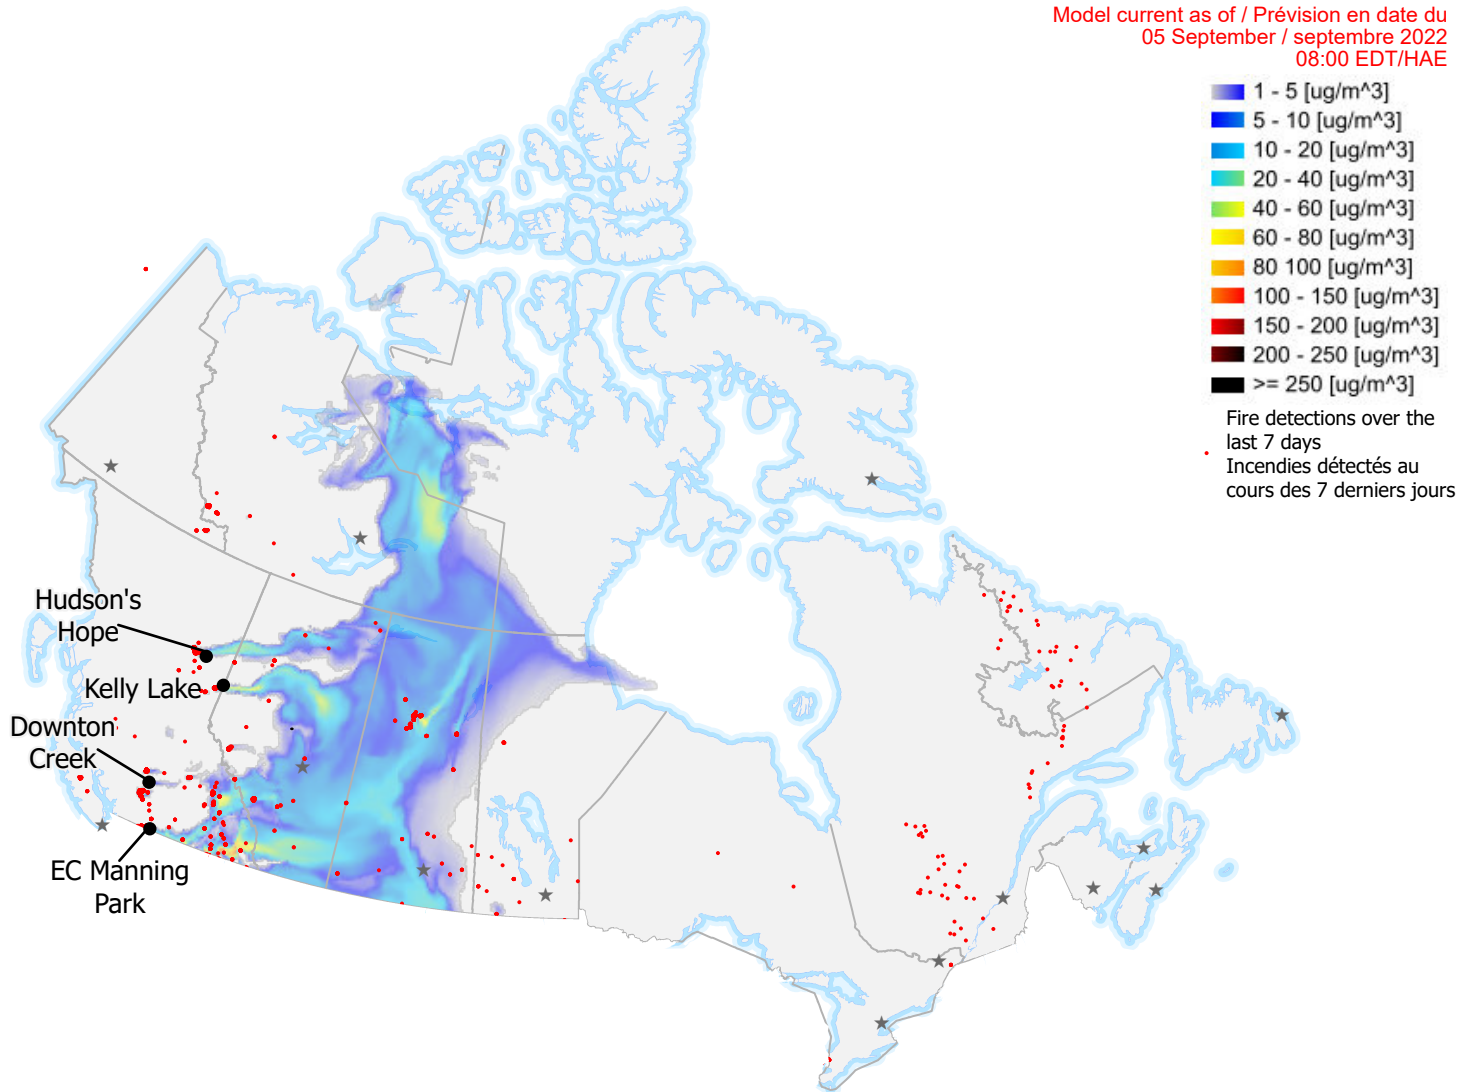 Model current as of / Prévision en date du
05 September / septembre 2022
08:00 EDT/HAE
1 - 5 [ug/m^3]
5 - 10 [ug/m^3]
10 - 20 [ug/m^3]
20 - 40 [ug/m^3]
40 - 60 [ug/m^3]
60 - 80 [ug/m^3]
80 100 [ug/m^3]
100 - 150 [ug/m^3]
150 - 200 [ug/m^3]
200 - 250 [ug/m^3]
>= 250 [ug/m^3]
Fire detections over the
last 7 days
Incendies détectés au
cours des 7 derniers jours
Hudson's
Hope
Kelly Lake
Downton
Creek
EC Manning
Park